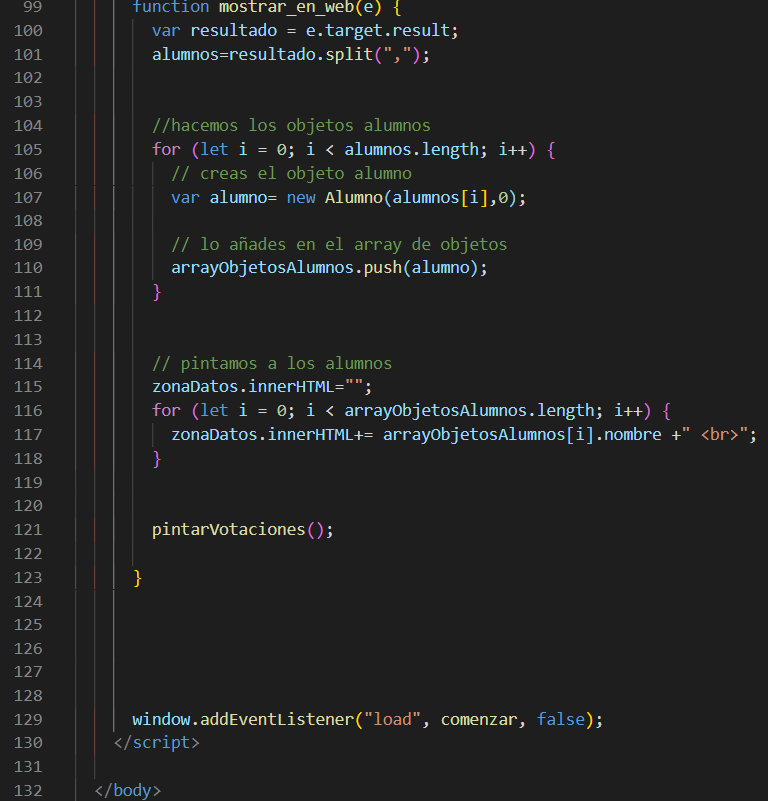 99 function mostrar_en_web(e) {
100 var resultado = e.target.result;
101 alumnos=resultado.split(",");
102
103
104 //hacemos los objetos alumnos
105 for (let i = 0; i < alumnos.length; i++) {
106 // creas el objeto alumno
107 var alumno= new Alumno(alumnos[i],0);
108
109 // lo añades en el array de objetos
110 arrayObjetosAlumnos.push(alumno);
111 }
112
113
114 // pintamos a los alumnos
115 zonaDatos.innerHTML="";
116 for (let i = 0; i < arrayObjetosAlumnos.length; i++) {
117 zonaDatos.innerHTML+= arrayObjetosAlumnos[i].nombre +" <br>";
118 }
119
120
121 pintarVotaciones();
122
123 }
124
125
126
127
128
129 window.addEventListener("load", comenzar, false);
130 </script>
131
132 </body>